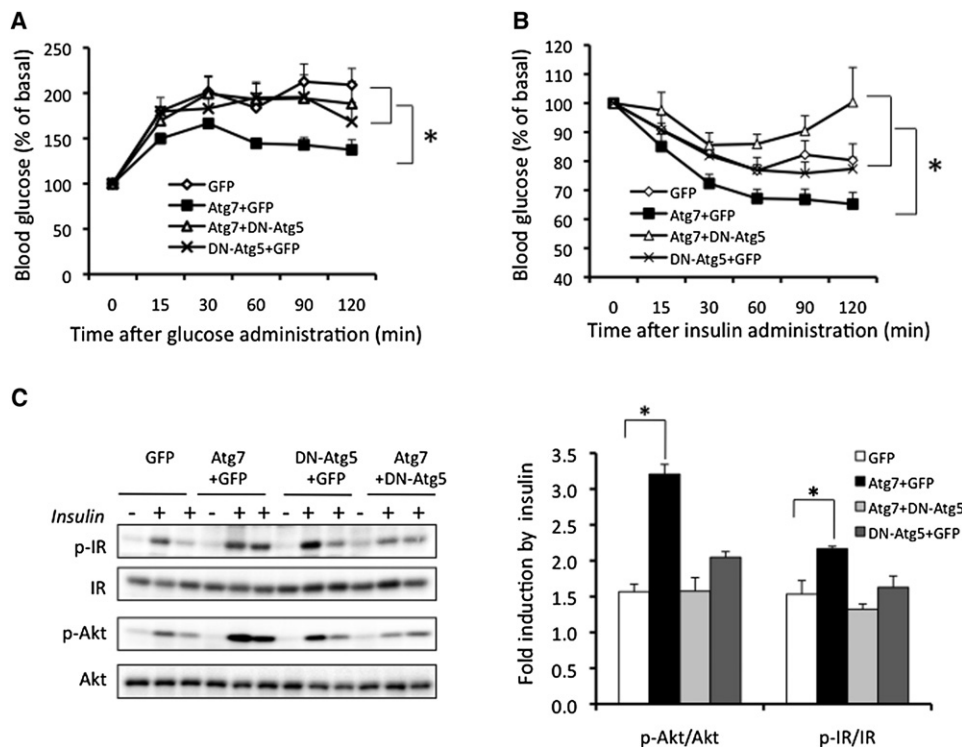 A
Blood glucose (% of basal)
250
200
150
100
50
0
*
GFP
Atg7+GFP
Atg7+DN-Atg5
DN-Atg5+GFP
0 15 30 60 90 120
Time after glucose administration (min)
B
Blood glucose (% of basal)
120
110
100
90
80
70
60
50
40
*
GFP
Atg7+GFP
Atg7+DN-Atg5
DN-Atg5+GFP
0 15 30 60 90 120
Time after insulin administration (min)
C
GFP Atg7 +GFP DN-Atg5 +GFP Atg7 +DN-Atg5
Insulin - + + - + + - + + - + +
p-IR
IR
p-Akt
Akt
Fold induction by insulin
3.5
3.0
2.5
2.0
1.5
1.0
0.5
0.0
*
*
GFP
Atg7+GFP
Atg7+DN-Atg5
DN-Atg5+GFP
p-Akt/Akt p-IR/IR